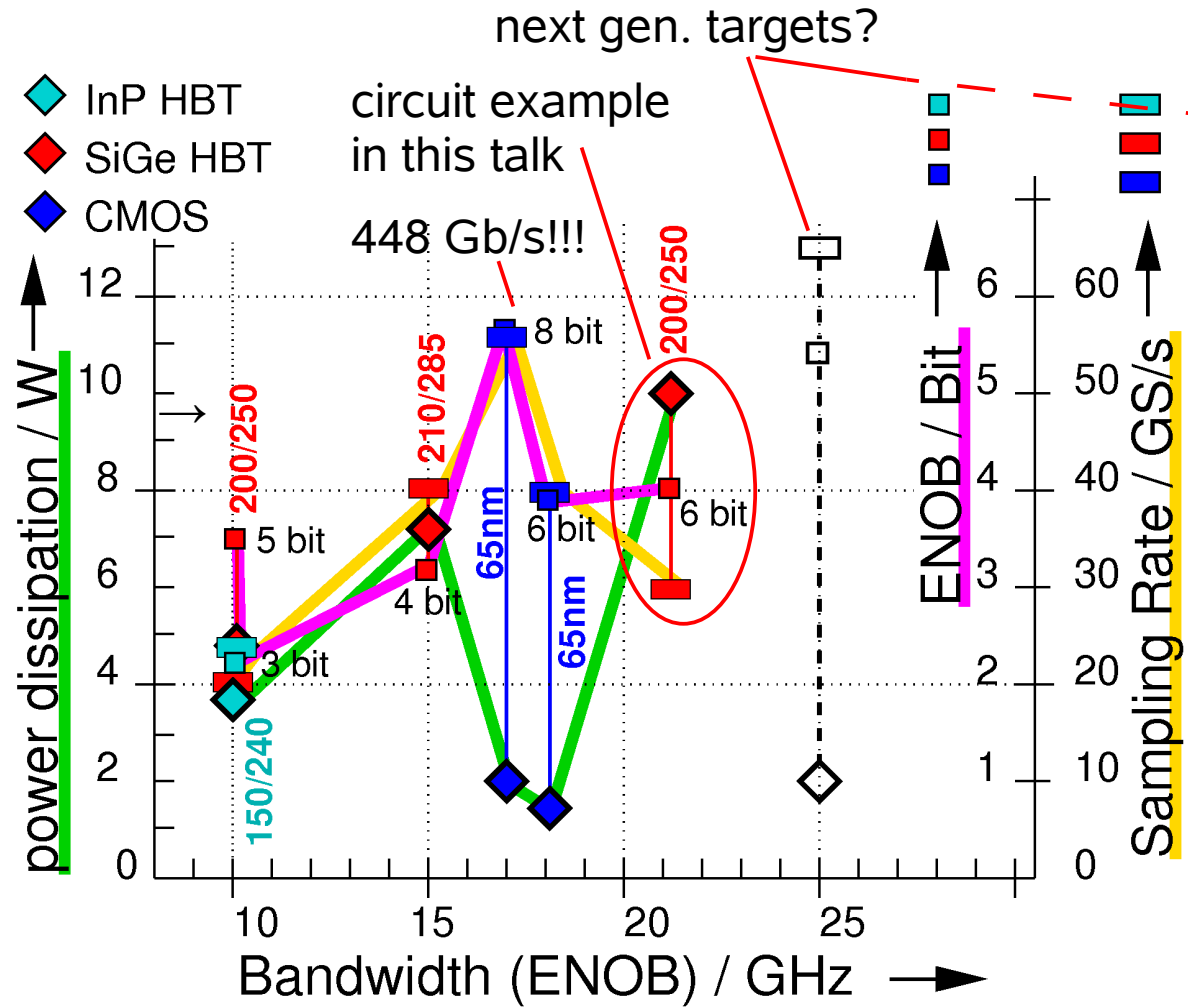 next gen. targets?
InP HBT
SiGe HBT
CMOS
circuit example
in this talk
448 Gb/s!!!
power dissipation / W
12
10
8
6
4
2
0
→
200/250
5 bit
3 bit
150/240
210/285
4 bit
8 bit
65nm
6 bit
65nm
200/250
6 bit
6
5
4
3
2
1
ENOB / Bit
60
50
40
30
20
10
0
Sampling Rate / GS/s
10
15
20
25
Bandwidth (ENOB) / GHz